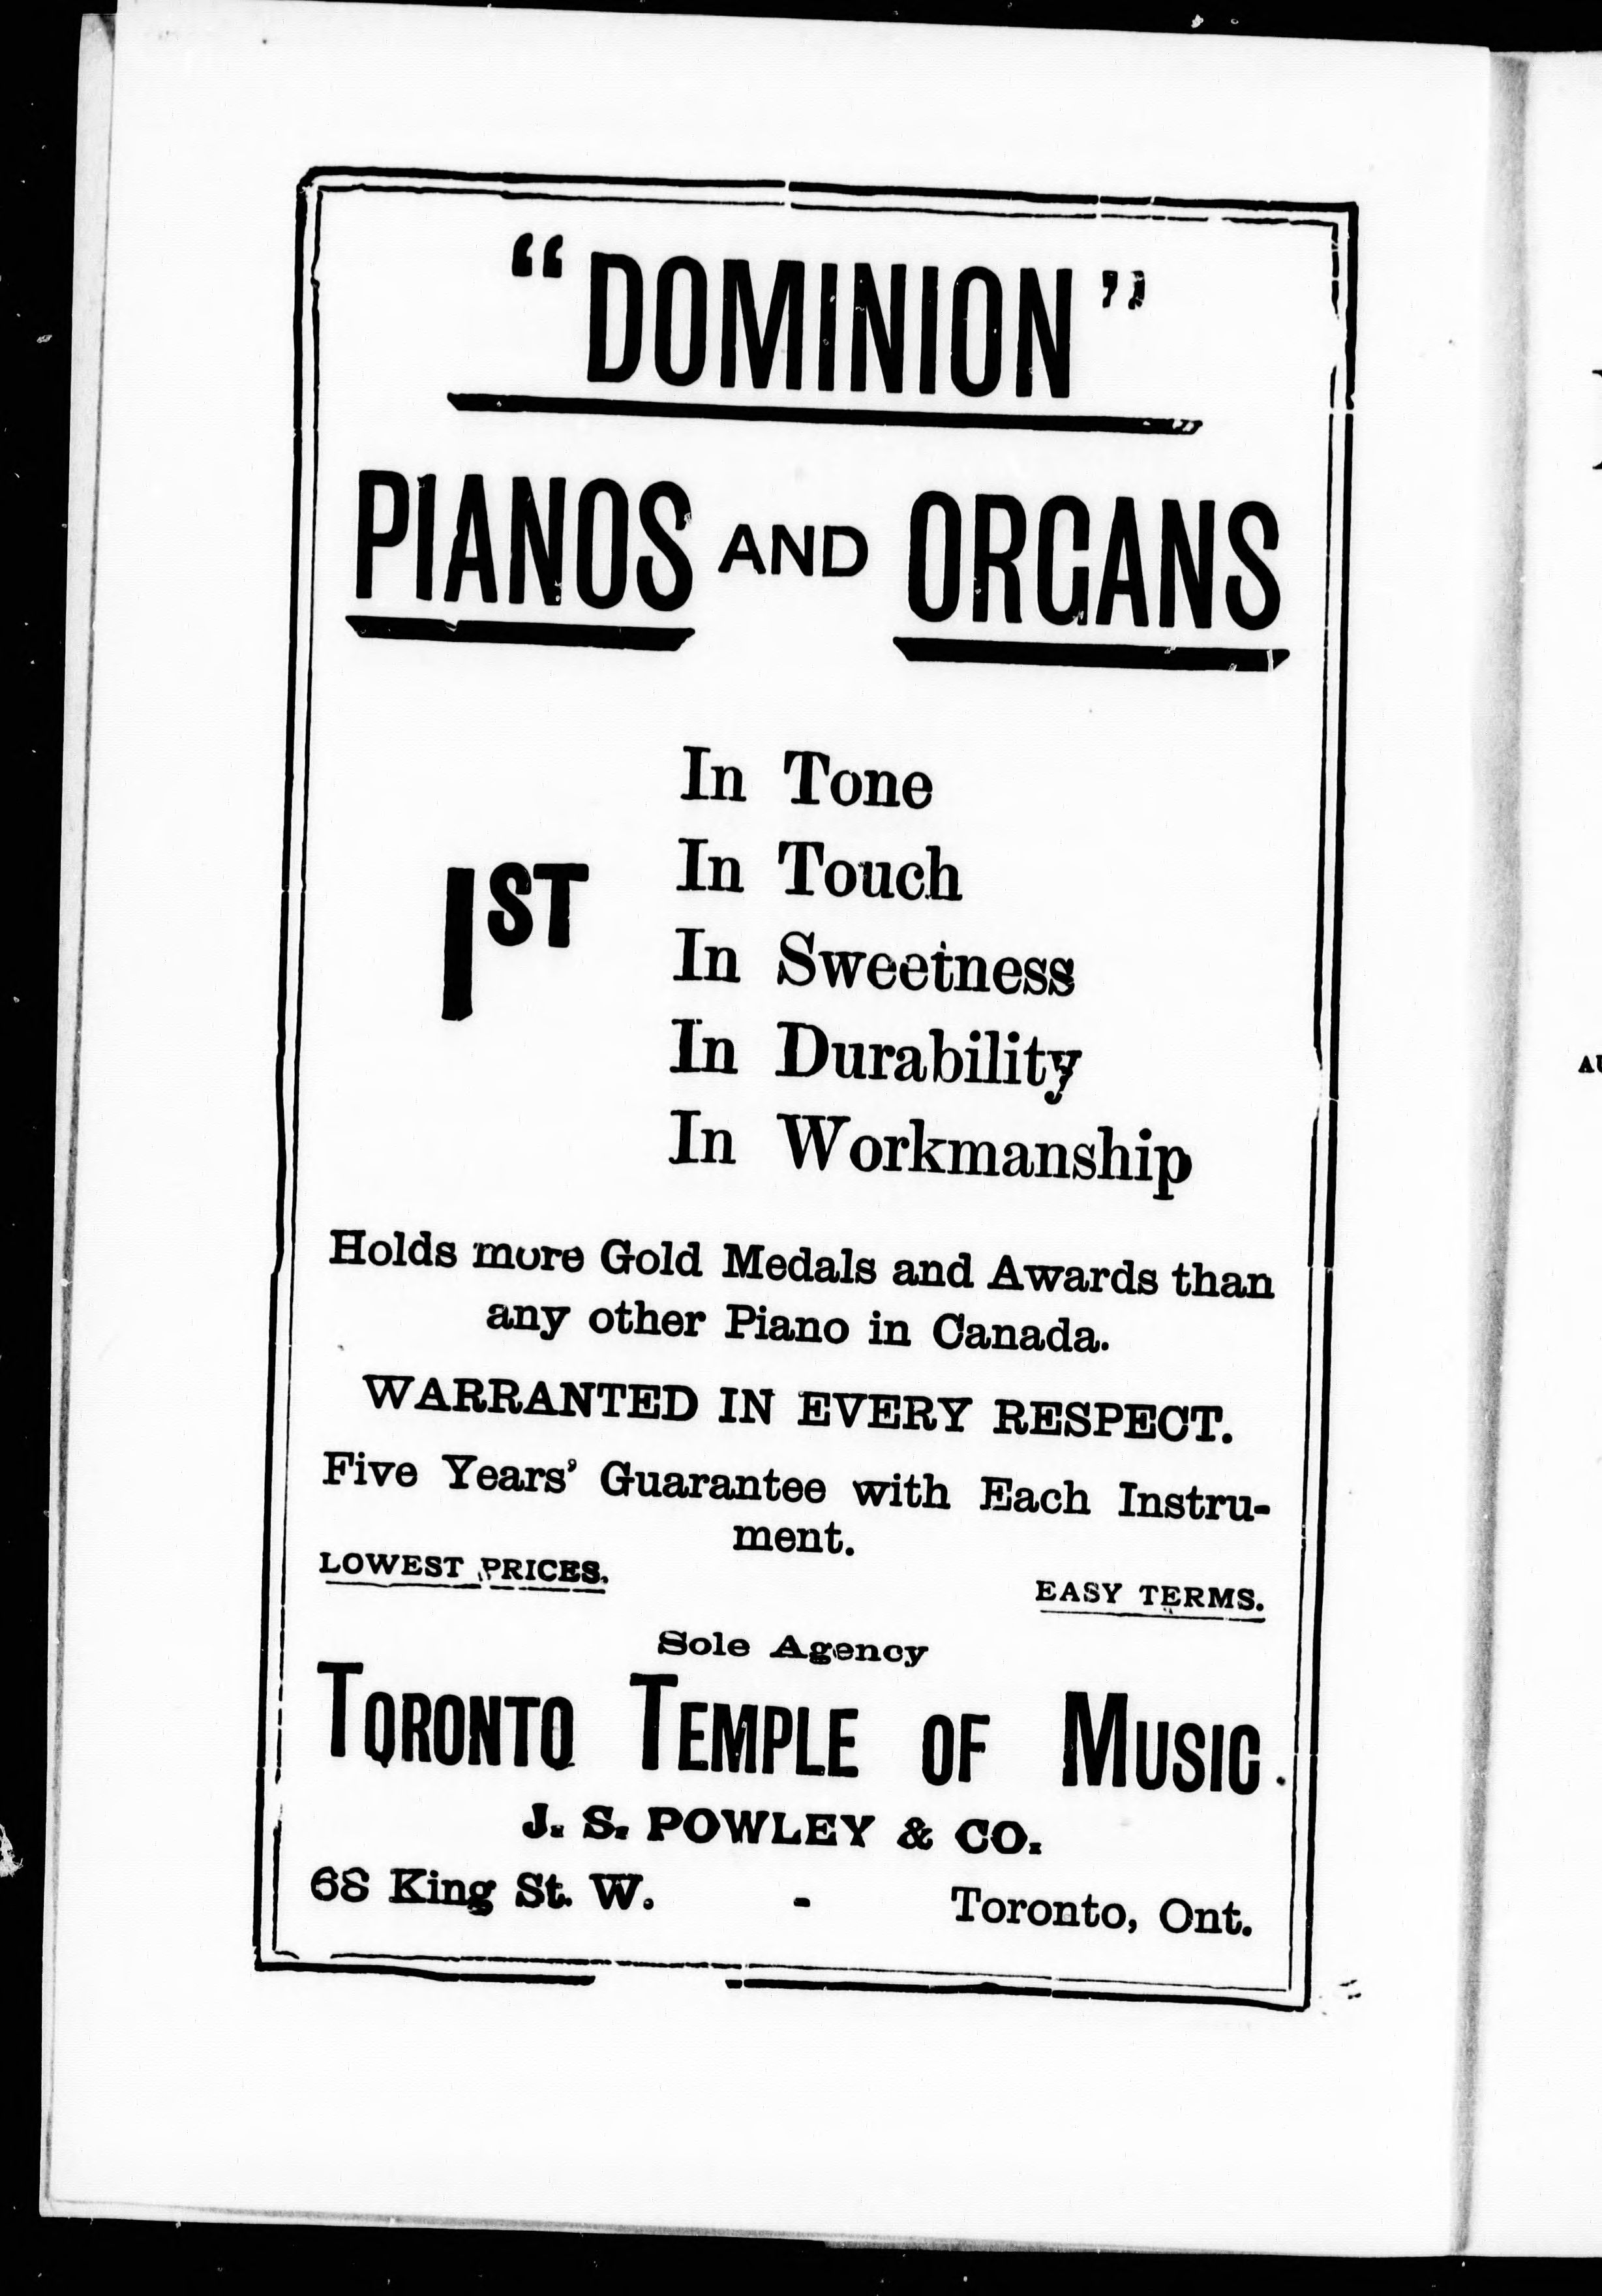 “DOMINION”
PIANOS AND ORGANS
In Tone
In Touch
1ST
In Sweetness
In Durability
In Workmanship
Holds more Gold Medals and Awards than
any other Piano in Canada.
WARRANTED IN EVERY RESPECT.
Five Years’ Guarantee with Each Instru-
ment.
LOWEST PRICES. EASY TERMS.
Sole Agency
TORONTO TEMPLE OF MUSIC.
J. S. POWLEY & CO.
68 King St. W. - Toronto, Ont.